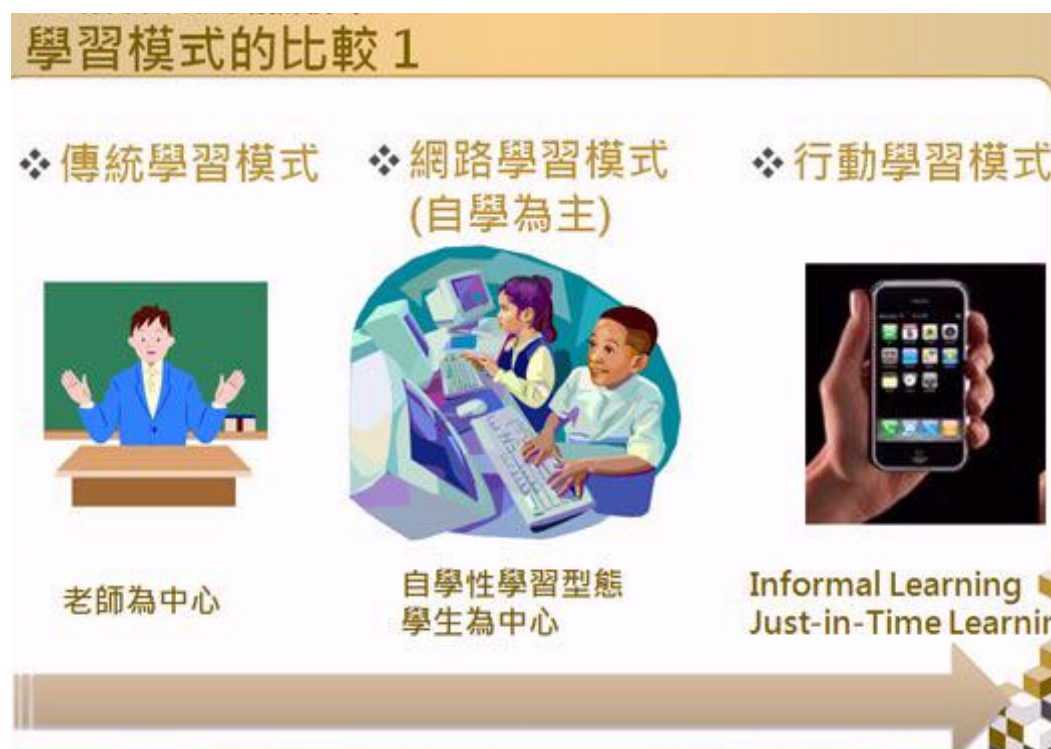 學習模式的比較 1
傳統學習模式
網路學習模式
(自學為主)
行動學習模式
老師為中心
自學性學習型態
學生為中心
Informal Learning
Just-in-Time Learnin